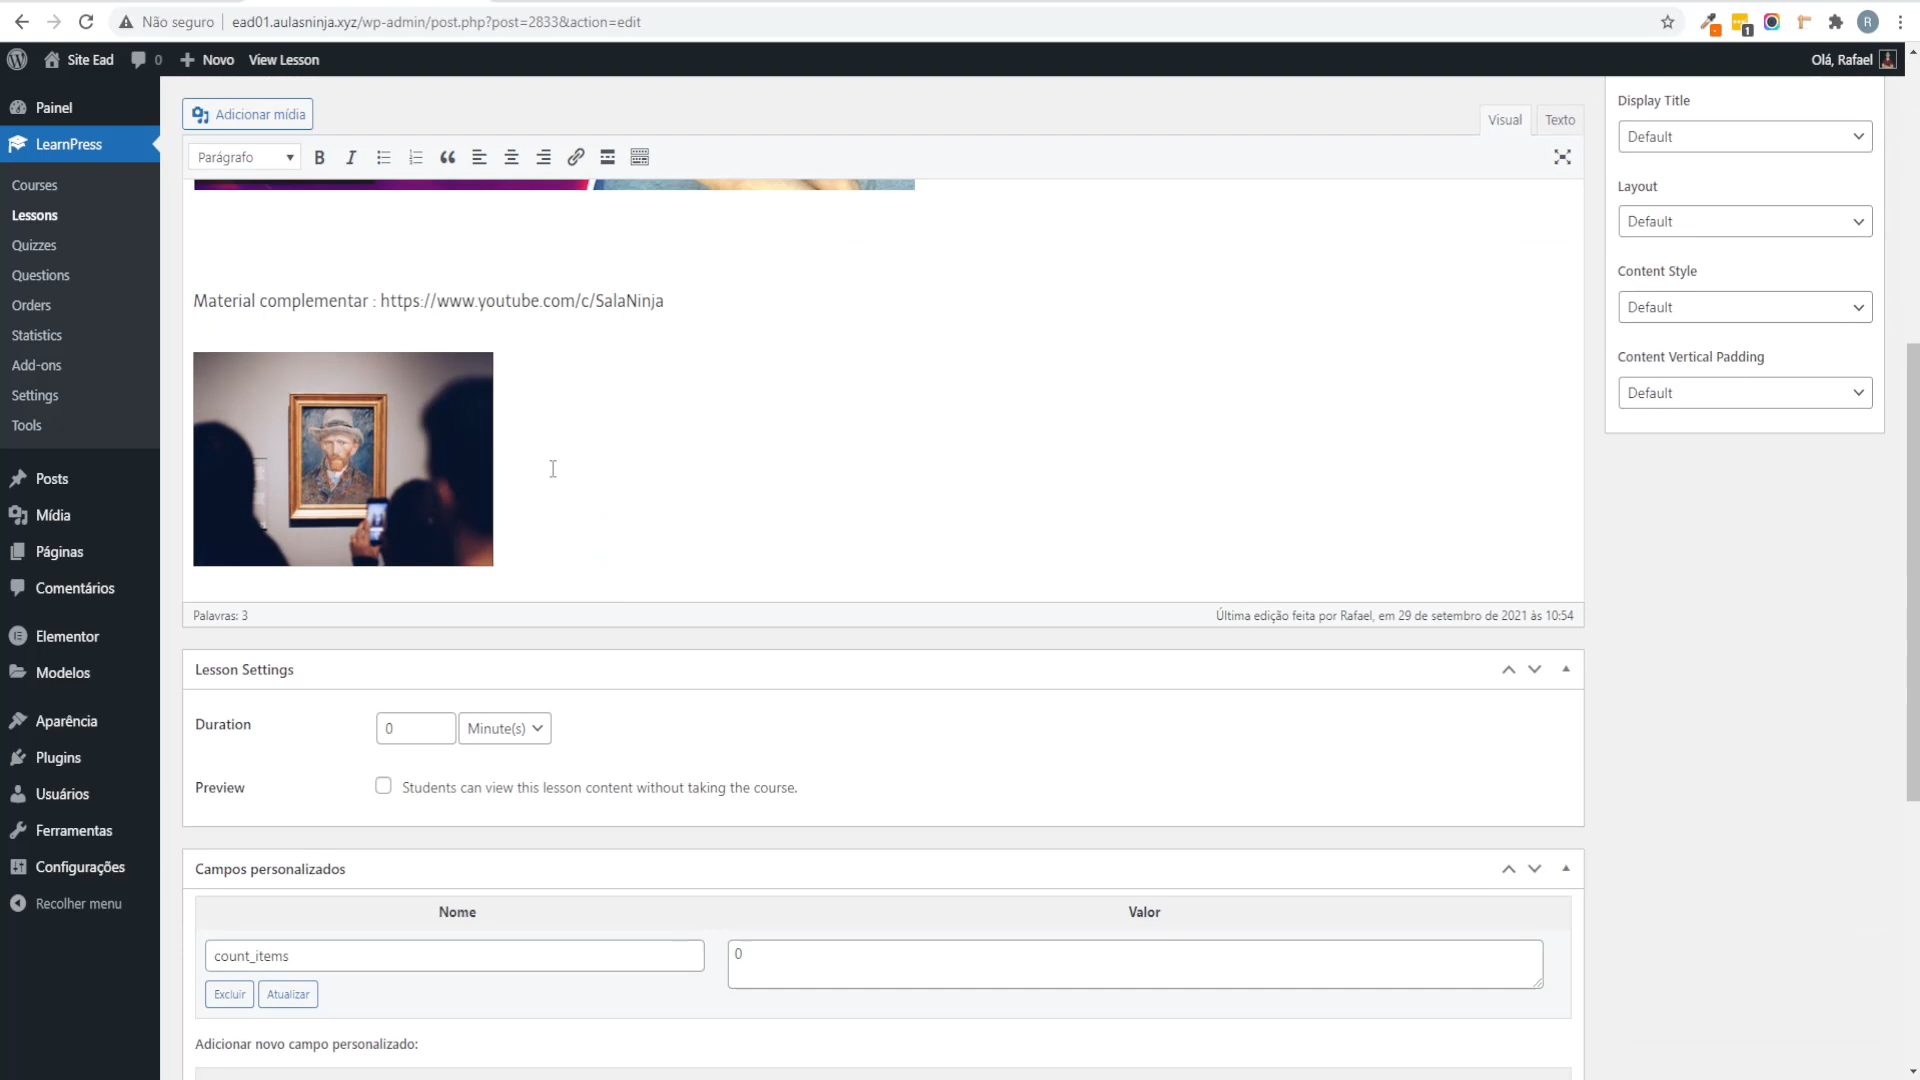 Não seguro
ead01.aulasninja.xyz/wp-admin/post.php?post=2833&action=edit
1
R
Site Ead
0
Novo
View Lesson
Olá, Rafael
Painel
LearnPress
Courses
Lessons
Quizzes
Questions
Orders
Statistics
Add-ons
Settings
Tools
Posts
Mídia
Páginas
Comentários
Elementor
Modelos
Aparência
Plugins
Usuários
Ferramentas
Configurações
Recolher menu
Adicionar mídia
Visual
Texto
Parágrafo
Material complementar : https://www.youtube.com/c/SalaNinja
Palavras: 3
Última edição feita por Rafael, em 29 de setembro de 2021 às 10:54
Lesson Settings
Duration
0
Minute(s)
Preview
Students can view this lesson content without taking the course.
Campos personalizados
Nome
Valor
count_items
0
Excluir
Atualizar
Adicionar novo campo personalizado:
Display Title
Default
Layout
Default
Content Style
Default
Content Vertical Padding
Default